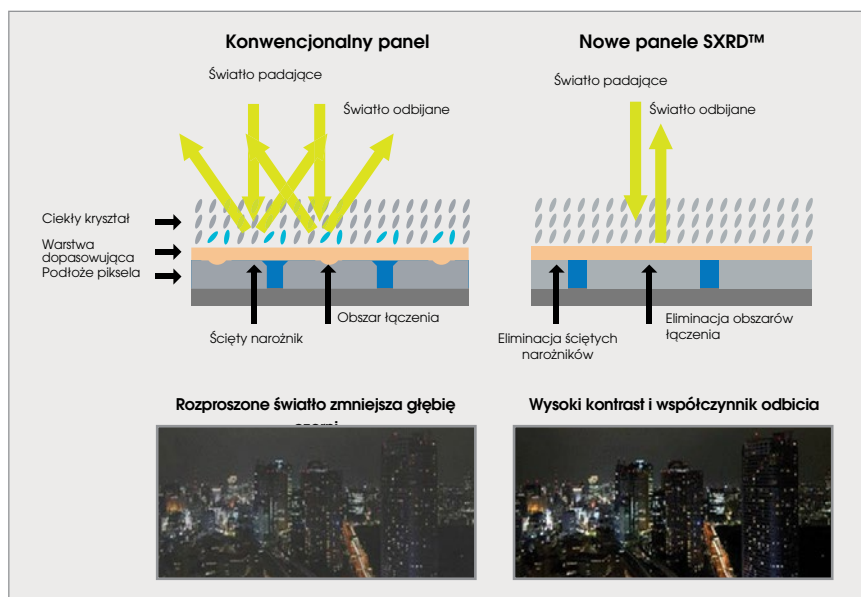 Konwencjonalny panel
Nowe panele SXRD™
Światło padające
Światło odbijane
Światło padające
Światło odbijane
Ciekły kryształ
Warstwa
dopasowująca
Podłoże piksela
Ścięty narożnik
Obszar łączenia
Eliminacja ściętych
narożników
Eliminacja obszarów
łączenia
Rozproszone światło zmniejsza głębię
Wysoki kontrast i współczynnik odbicia